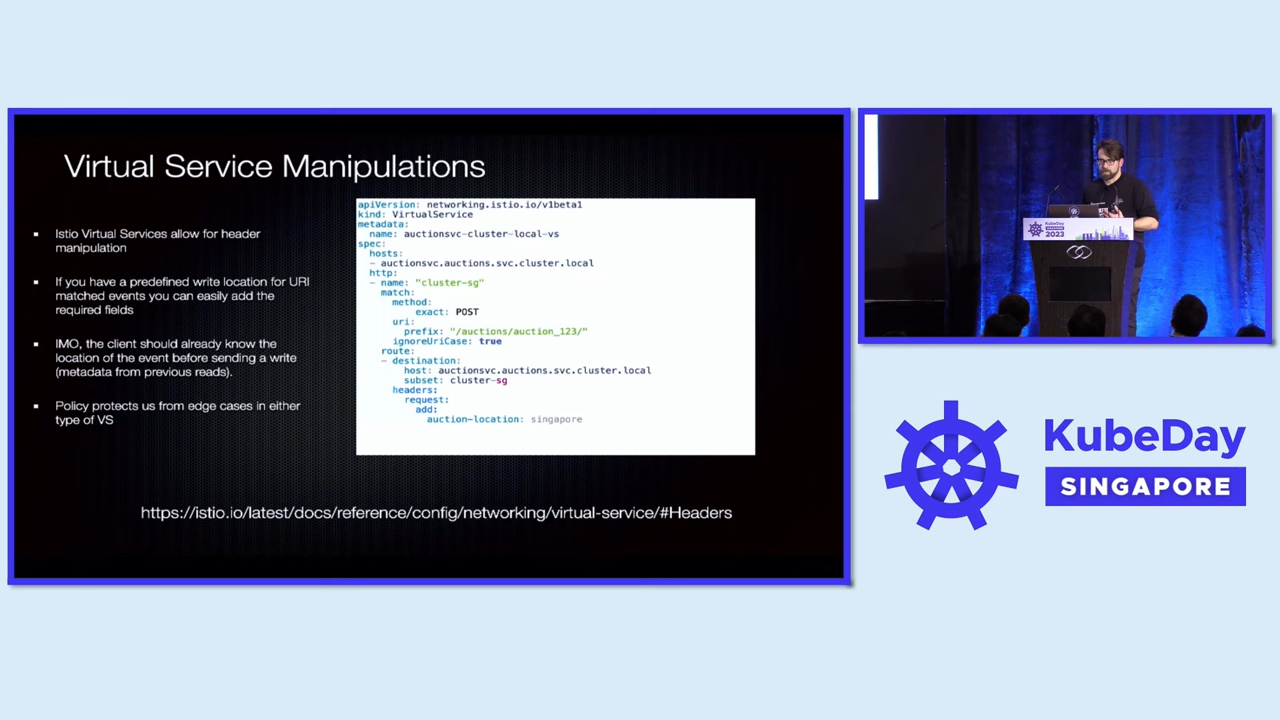 Virtual Service Manipulations
▪ Istio Virtual Services allow for header
manipulation
▪ If you have a predefined write location for URI
matched events you can easily add the
required fields
▪ IMO, the client should already know the
location of the event before sending a write
(metadata from previous reads).
▪ Policy protects us from edge cases in either
type of VS
apiVersion: networking.istio.io/v1beta1
kind: VirtualService
metadata:
  name: auctionsvc-cluster-local-vs
spec:
  hosts:
  - auctionsvc.auctions.svc.cluster.local
  http:
  - name: "cluster-sg"
    match:
      method:
          exact: POST
      uri:
        prefix: "/auctions/auction_123/"
      ignoreUriCase: true
    route:
    - destination:
        host: auctionsvc.auctions.svc.cluster.local
        subset: cluster-sg
      headers:
        request:
          add:
            auction-location: singapore
https://istio.io/latest/docs/reference/config/networking/virtual-service/#Headers
KubeDay
SINGAPORE
2023
KubeDay
SINGAPORE